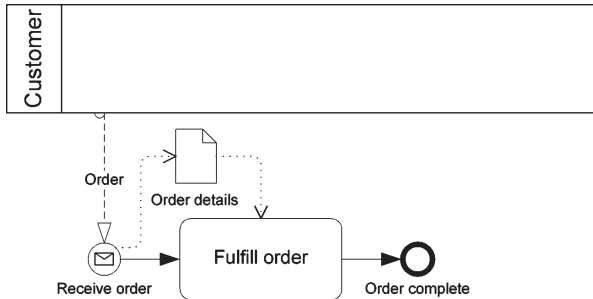 Customer
Order
Order details
Fulfill order
Receive order
Order complete